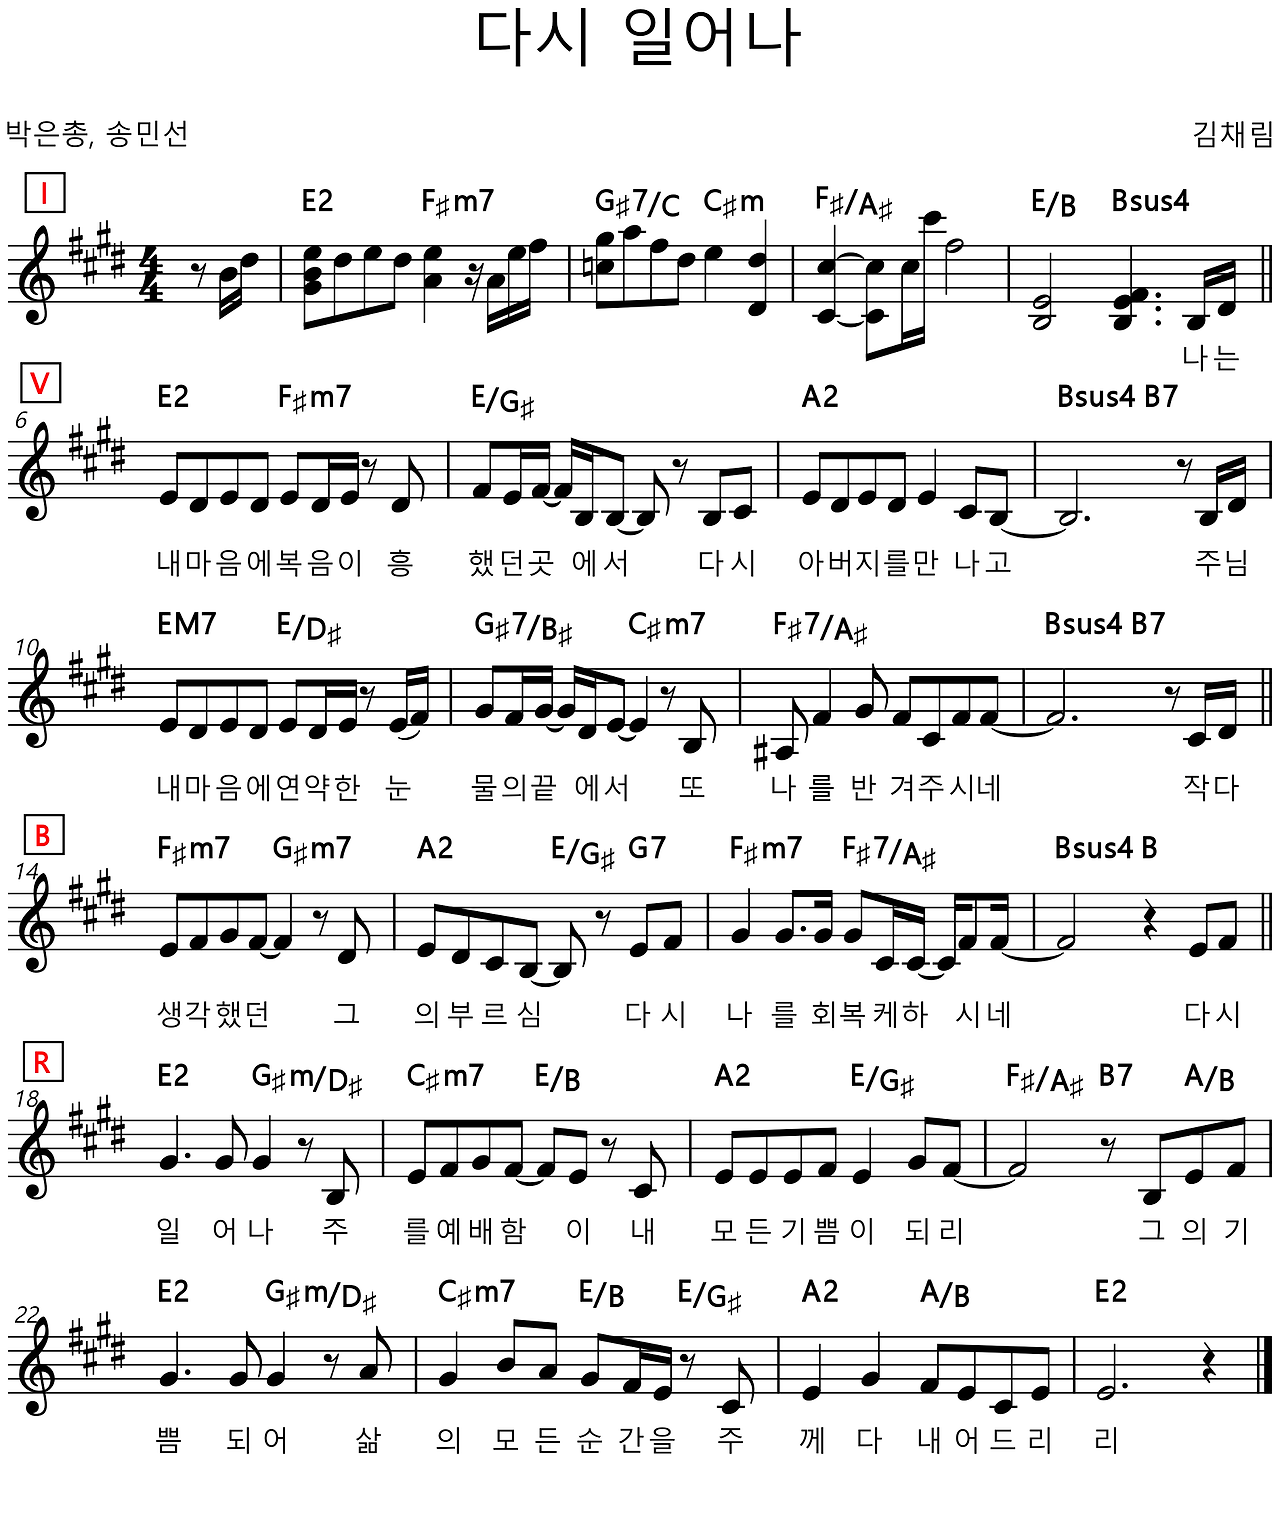 다시 일어나
박은총, 송민선 김채림
I
E2 F♯m7 G♯7/C C♯m F♯/A♯ E/B Bsus4
4/4
나는
V
E2 F♯m7 E/G♯ A2 Bsus4 B7
6
내마음에복음이 흥 했던곳 에서 다시 아버지를만 나고 주님
EM7 E/D♯ G♯7/B♯ C♯m7 F♯7/A♯ Bsus4 B7
10
내마음에연약한 눈 물의끝 에서 또 나 를 반 겨주시네 작다
B
F♯m7 G♯m7 A2 E/G♯ G7 F♯m7 F♯7/A♯ Bsus4 B
14
생각했던 그 의부르심 다시 나 를 회복케하 시네 다시
R
E2 G♯m/D♯ C♯m7 E/B A2 E/G♯ F♯/A♯ B7 A/B
18
일 어나 주 를예배함 이 내 모든기쁨이 되리 그의기
E2 G♯m/D♯ C♯m7 E/B E/G♯ A2 A/B E2
22
쁨 되어 삶 의 모든순간을 주 께 다 내어드리 리